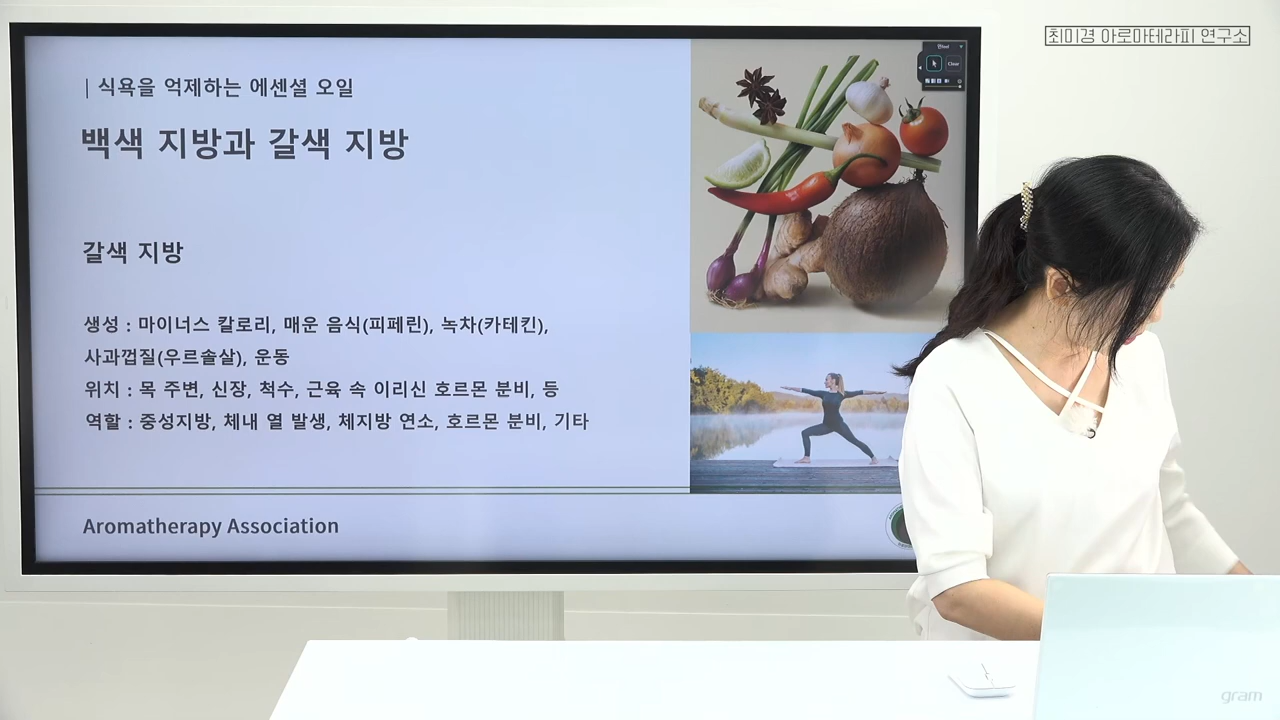 최미경 아로마테라피 연구소
| 식욕을 억제하는 에센셜 오일
백색 지방과 갈색 지방
갈색 지방
생성 : 마이너스 칼로리, 매운 음식(피페린), 녹차(카테킨),
사과껍질(우르솔살), 운동
위치 : 목 주변, 신장, 척수, 근육 속 이리신 호르몬 분비, 등
역할 : 중성지방, 체내 열 발생, 체지방 연소, 호르몬 분비, 기타
Aromatherapy Association
Clear
gram